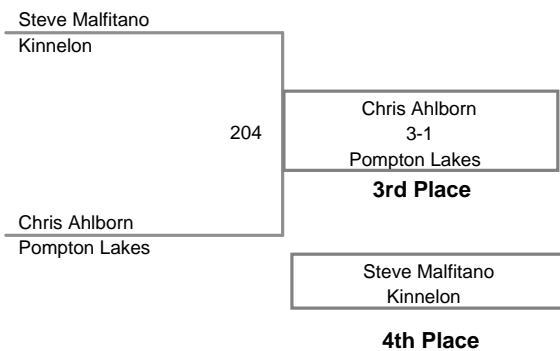 Steve Malfitano
Kinnelon
204
Chris Ahlborn
3-1
Pompton Lakes
3rd Place
Chris Ahlborn
Pompton Lakes
Steve Malfitano
Kinnelon
4th Place